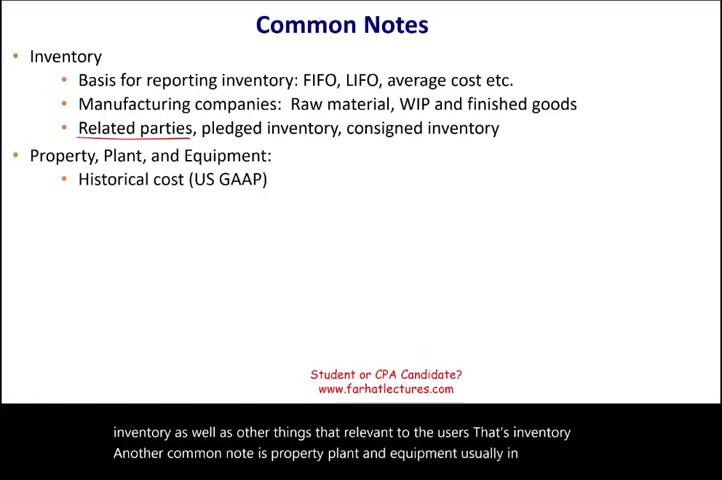 Common Notes
• Inventory
• Basis for reporting inventory: FIFO, LIFO, average cost etc.
• Manufacturing companies:  Raw material, WIP and finished goods
• Related parties, pledged inventory, consigned inventory
• Property, Plant, and Equipment:
• Historical cost (US GAAP)
Student or CPA Candidate?
www.farhatlectures.com
inventory as well as other things that relevant to the users That's inventory
Another common note is property plant and equipment usually in